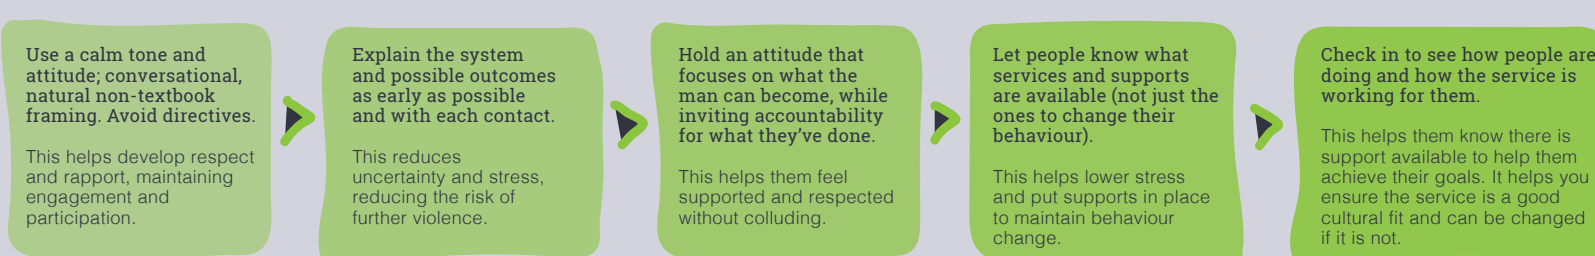 Use a calm tone and
attitude; conversational,
natural non-textbook
framing. Avoid directives.
This helps develop respect
and rapport, maintaining
engagement and
participation.
Explain the system
and possible outcomes
as early as possible
and with each contact.
This reduces
uncertainty and stress,
reducing the risk of
further violence.
Hold an attitude that
focuses on what the
man can become, while
inviting accountability
for what they’ve done.
This helps them feel
supported and respected
without colluding.
Let people know what
services and supports
are available (not just the
ones to change their
behaviour).
This helps lower stress
and put supports in place
to maintain behaviour
change.
Check in to see how people are
doing and how the service is
working for them.
This helps them know there is
support available to help them
achieve their goals. It helps you
ensure the service is a good
cultural fit and can be changed
if it is not.